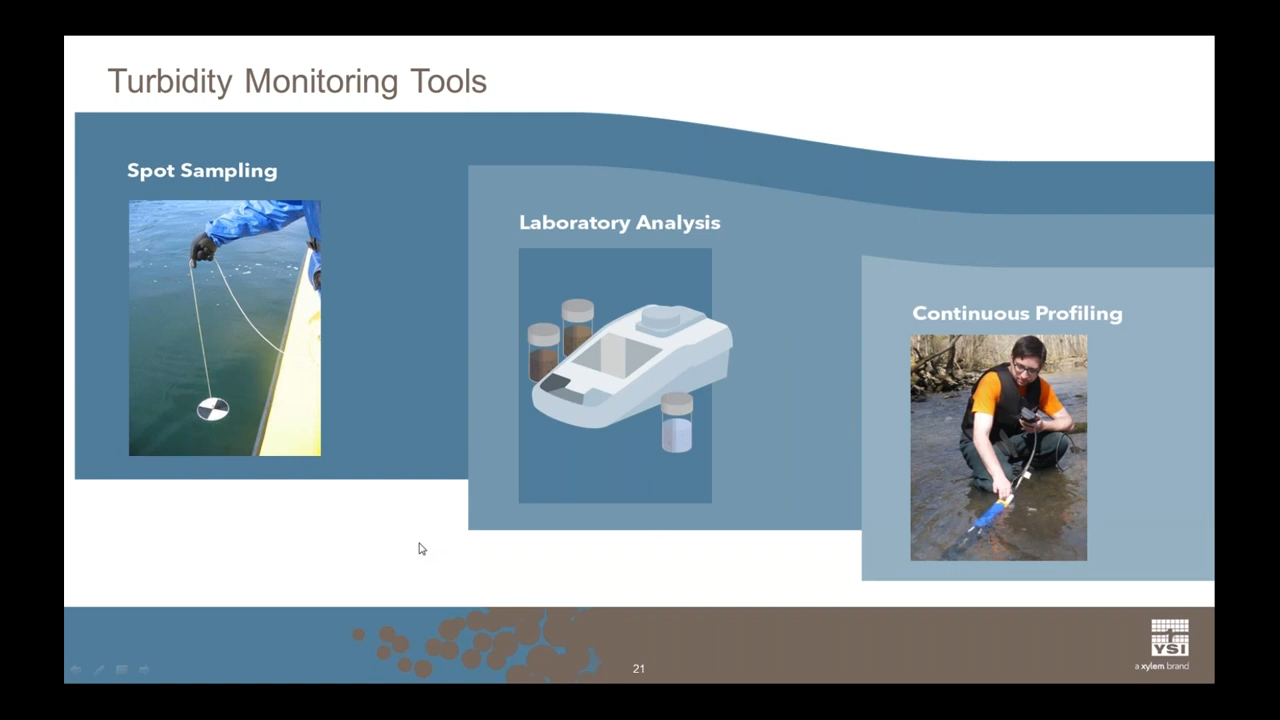 Turbidity Monitoring Tools
Spot Sampling
Laboratory Analysis
Continuous Profiling
21
YSI
a xylem brand